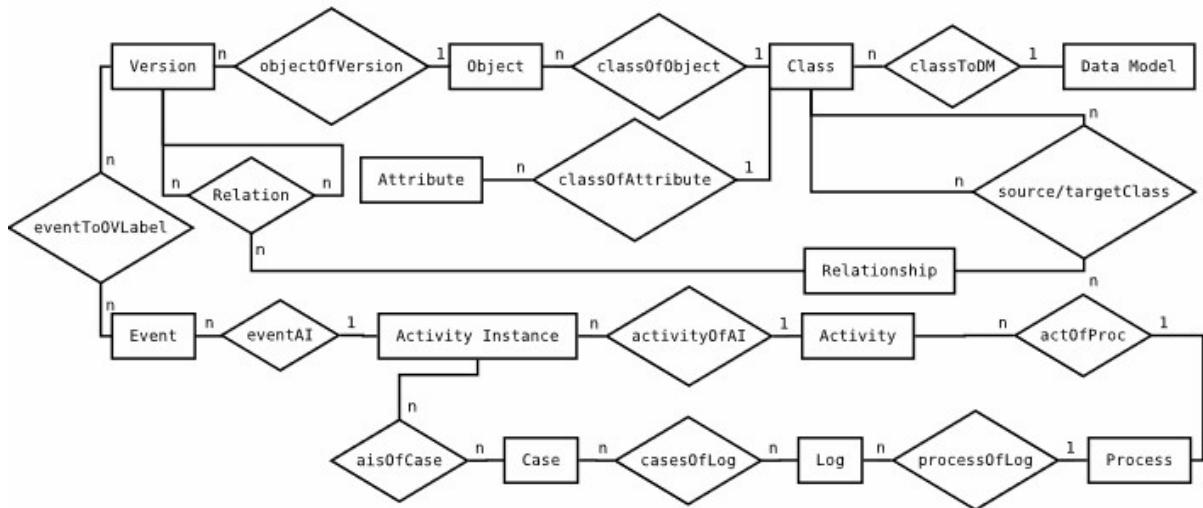 Version n objectOfVersion 1 Object n classOfObject 1 Class n classToDM 1 Data Model
n
Attribute n classOfAttribute 1
n n Relation n
n source/targetClass
eventToOVLabel
n Relationship
n
n Event n eventAI 1 Activity Instance n activityOfAI 1 Activity n actOfProc 1
n
aisOfCase n Case n casesOfLog n Log n processOfLog 1 Process